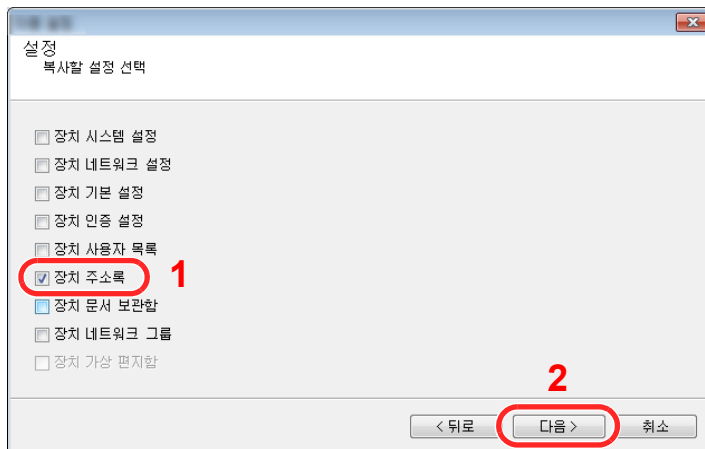 설정
복사할 설정 선택
장치 시스템 설정
장치 네트워크 설정
장치 기본 설정
장치 인증 설정
장치 사용자 목록
장치 주소록 1
장치 문서 보관함
장치 네트워크 그룹
장치 가상 편지함
2
< 뒤로 다음 > 취소